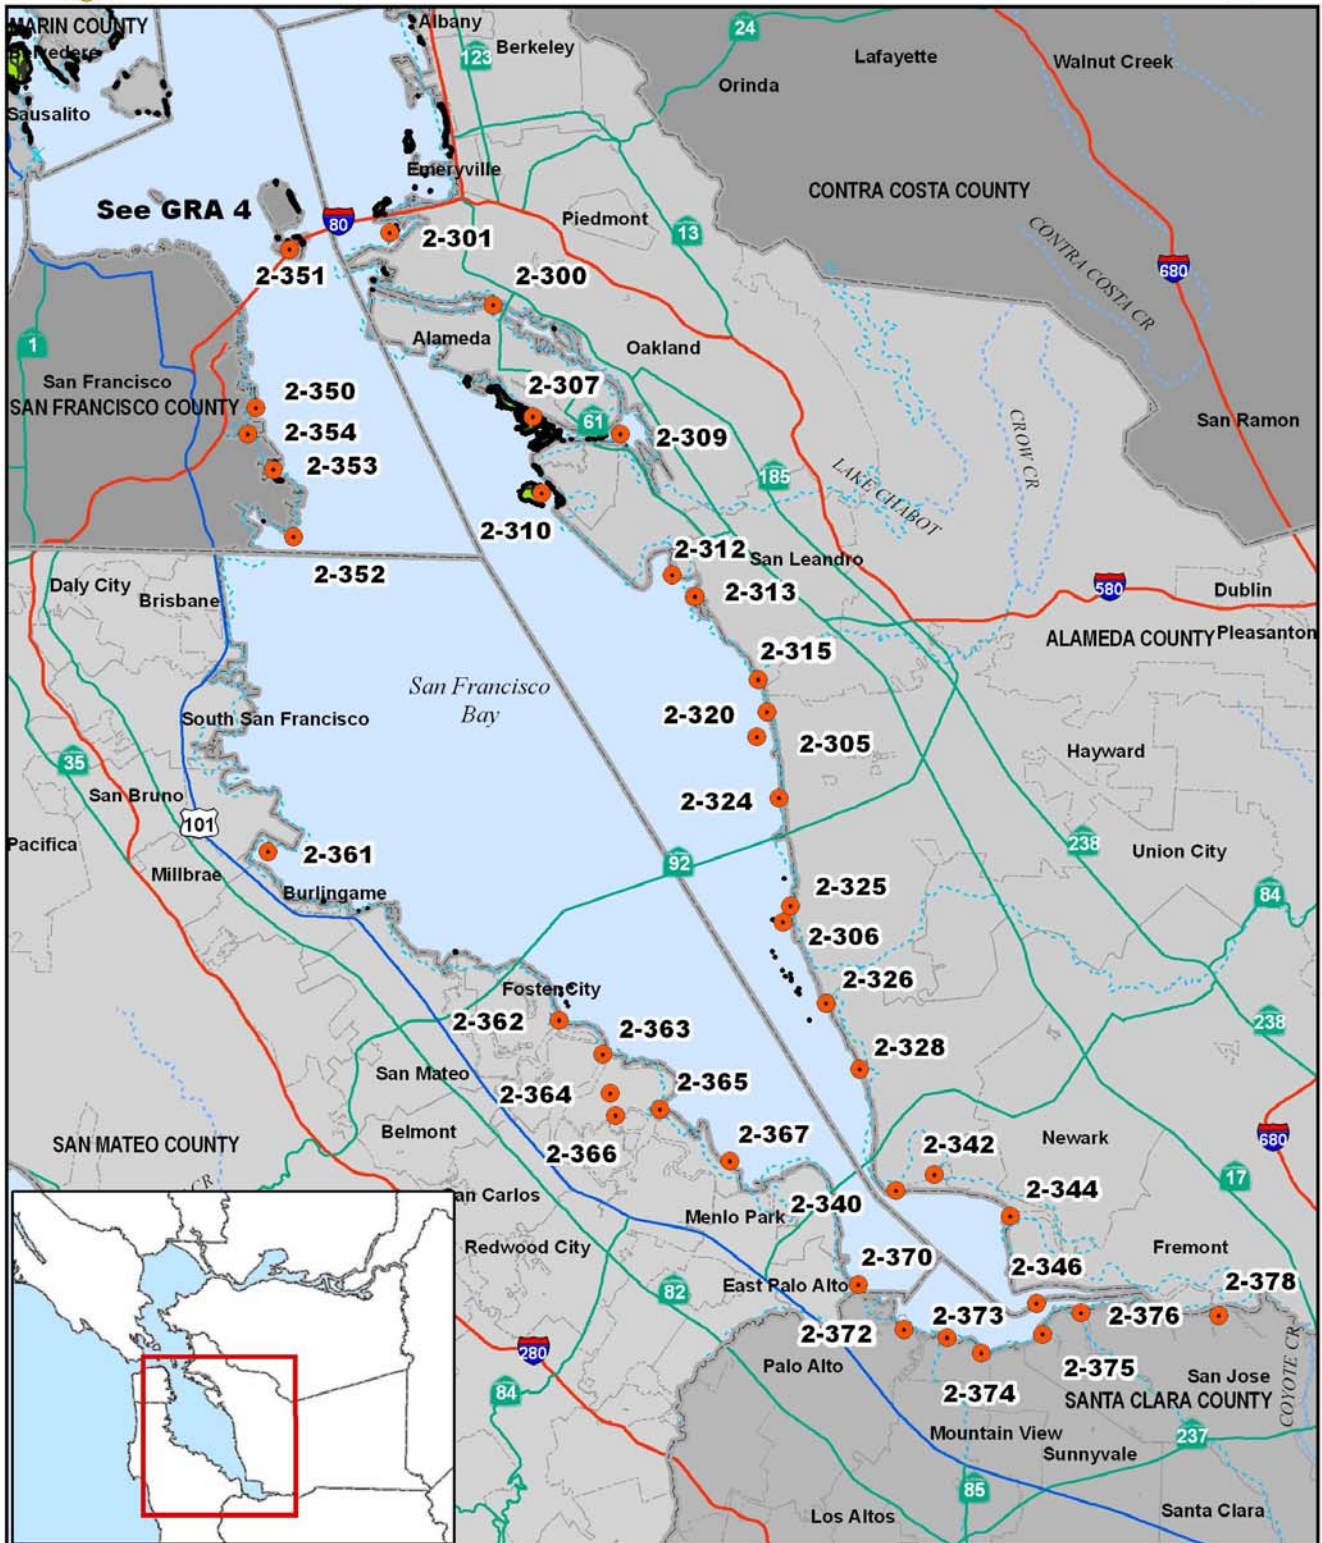 MARIN COUNTY
Belvedere
Sausalito
Albany
Berkeley
123
24
Orinda
Lafayette
Walnut Creek
Emeryville
See GRA 4
80
Piedmont
13
CONTRA COSTA COUNTY
CONTRA COSTA CR
680
2-301
2-351
2-300
1
Alameda
Oakland
San Francisco
SAN FRANCISCO COUNTY
2-350
2-307
61
2-354
2-309
2-353
San Ramon
CROW CR
185
LAKE CHABOT
2-310
2-312
San Leandro
2-352
Daly City
Brisbane
2-313
580
Dublin
ALAMEDA COUNTY
Pleasanton
2-315
San Francisco
Bay
South San Francisco
2-320
2-305
Hayward
35
San Bruno
2-324
101
Pacifica
2-361
Millbrae
Burlingame
92
238
Union City
84
2-325
2-306
2-326
Foster City
2-362
2-363
238
2-328
San Mateo
2-364
2-365
Belmont
SAN MATEO COUNTY
2-366
2-367
Newark
680
2-342
17
CR
San Carlos
2-340
2-344
Menlo Park
Redwood City
2-370
2-346
Fremont
East Palo Alto
2-378
82
2-372
2-373
2-376
280
Palo Alto
2-375
San Jose
84
2-374
SANTA CLARA COUNTY
COYOTE CR
Mountain View
237
Sunnyvale
85
Los Altos
Santa Clara